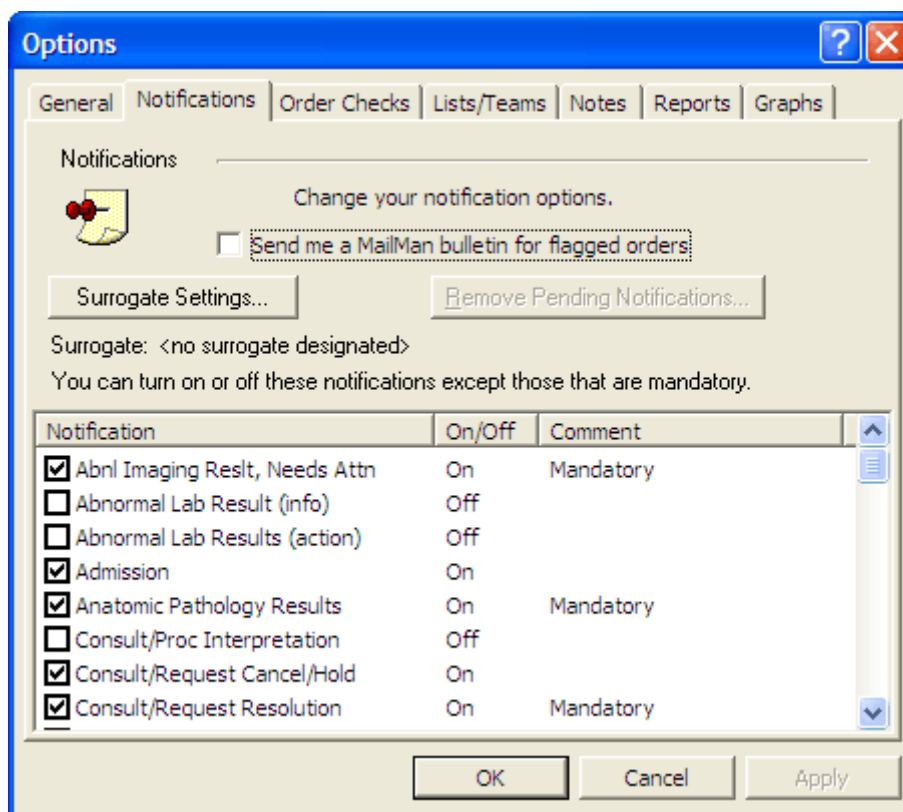 Options
General Notifications Order Checks Lists/Teams Notes Reports Graphs
Notifications
Change your notification options.
Send me a MailMan bulletin for flagged orders
Surrogate Settings... Remove Pending Notifications...
Surrogate: <no surrogate designated>
You can turn on or off these notifications except those that are mandatory.
Notification On/Off Comment
Abnl Imaging Reslt, Needs Attn On Mandatory
Abnormal Lab Result (info) Off
Abnormal Lab Results (action) Off
Admission On
Anatomic Pathology Results On Mandatory
Consult/Proc Interpretation Off
Consult/Request Cancel/Hold On
Consult/Request Resolution On Mandatory
OK Cancel Apply